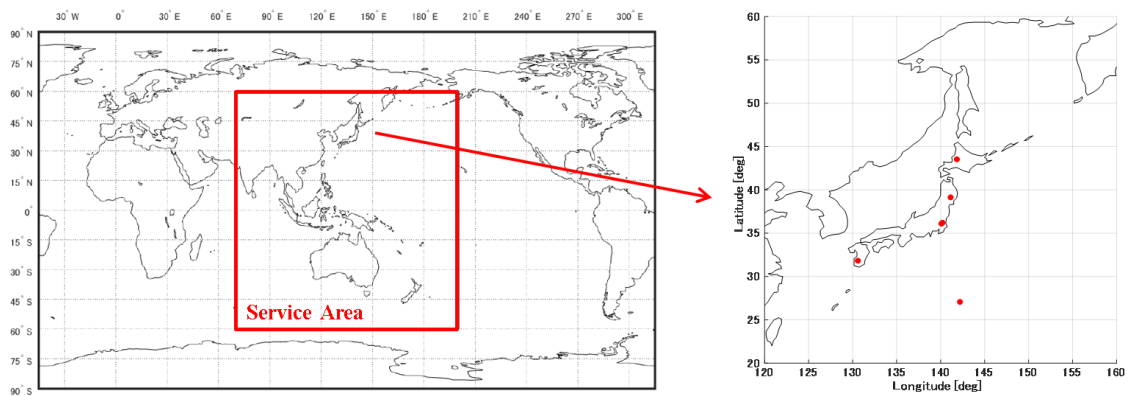 30° W 0° 30° E 60° E 90° E 120° E 150° E 180° E 210° E 240° E 270° E 300° E
90° N
75° N
60° N
45° N
30° N
15° N
0°
15° S
30° S
45° S
60° S
75° S
90° S
Service Area
60
55
50
45
40
35
30
25
20
Latitude [deg]
120 125 130 135 140 145 150 155 160
Longitude [deg]